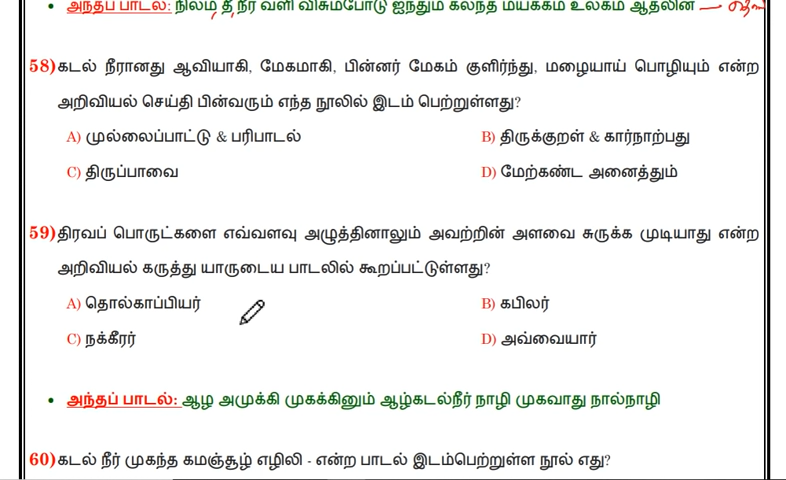 அந்தப் பாடல்: நிலம் தீ நீர் வளி விசும்போடு ஐந்தும் கலந்த மயக்கம் உலகம் ஆதலின்
58)கடல் நீரானது ஆவியாகி, மேகமாகி, பின்னர் மேகம் குளிர்ந்து, மழையாய் பொழியும் என்ற
அறிவியல் செய்தி பின்வரும் எந்த நூலில் இடம் பெற்றுள்ளது?
A) முல்லைப்பாட்டு & பரிபாடல் B) திருக்குறள் & கார்நாற்பது
C) திருப்பாவை D) மேற்கண்ட அனைத்தும்
59)திரவப் பொருட்களை எவ்வளவு அழுத்தினாலும் அவற்றின் அளவை சுருக்க முடியாது என்ற
அறிவியல் கருத்து யாருடைய பாடலில் கூறப்பட்டுள்ளது?
A) தொல்காப்பியர் B) கபிலர்
C) நக்கீரர் D) அவ்வையார்
அந்தப் பாடல்: ஆழ அமுக்கி முகக்கினும் ஆழ்கடல்நீர் நாழி முகவாது நால்நாழி
60)கடல் நீர் முகந்த கமஞ்சூழ் எழிலி - என்ற பாடல் இடம்பெற்றுள்ள நூல் எது?